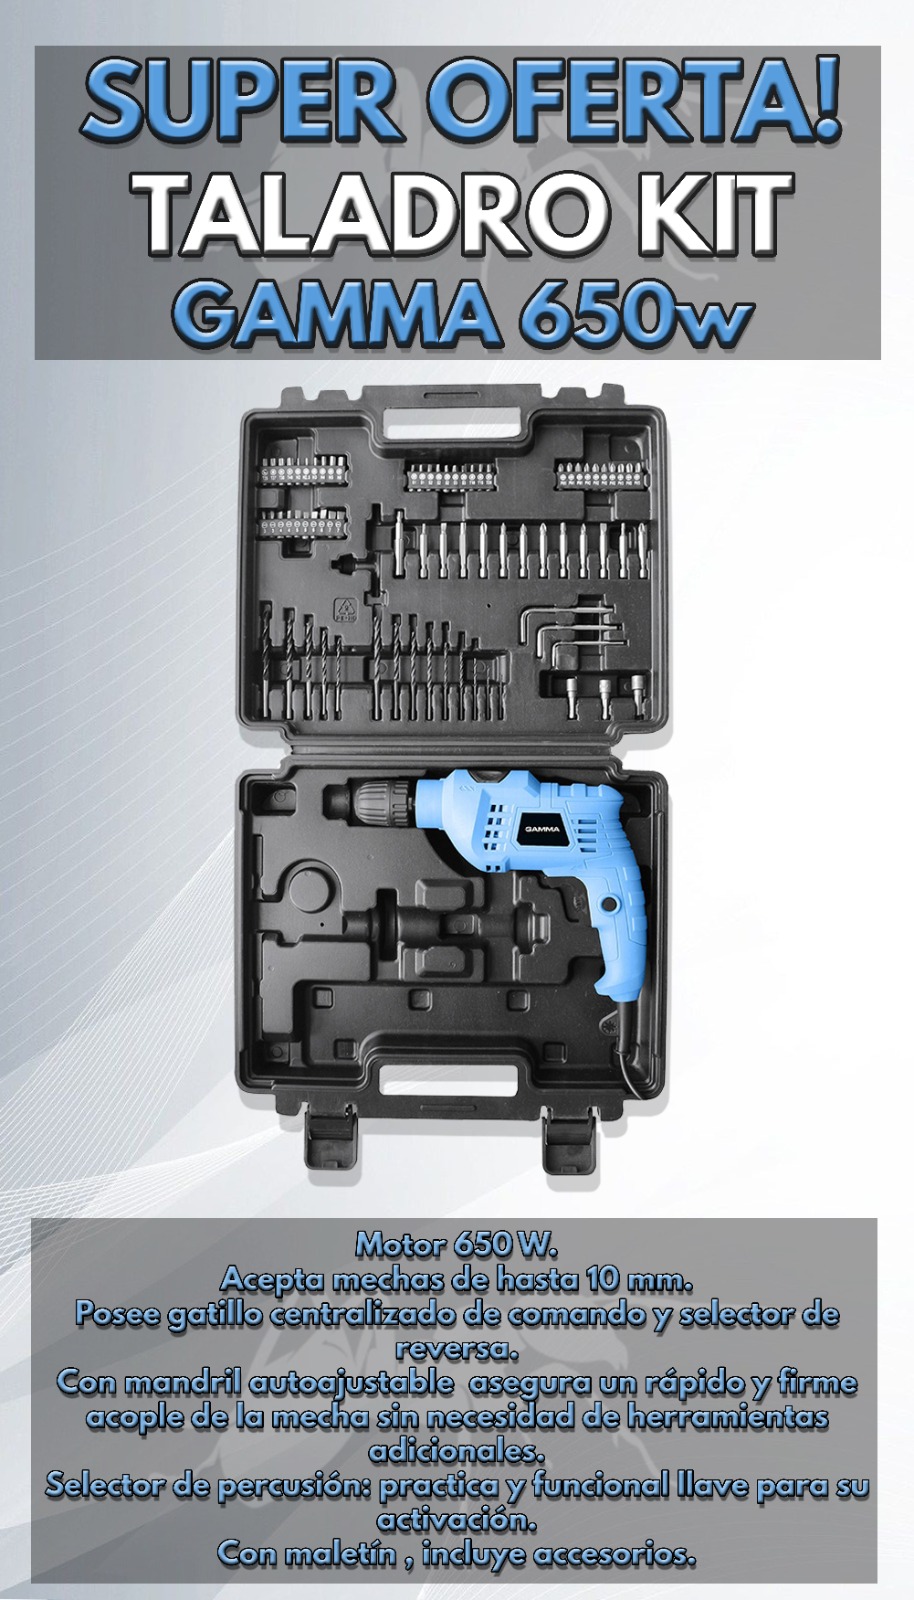 SUPER OFERTA!
TALADRO KIT
GAMMA 650w
GAMMA
Motor 650 W.
Acepta mechas de hasta 10 mm.
Posee gatillo centralizado de comando y selector de
reversa.
Con mandril autoajustable asegura un rápido y firme
acople de la mecha sin necesidad de herramientas
adicionales.
Selector de percusión: practica y funcional llave para su
activación.
Con maletín , incluye accesorios.